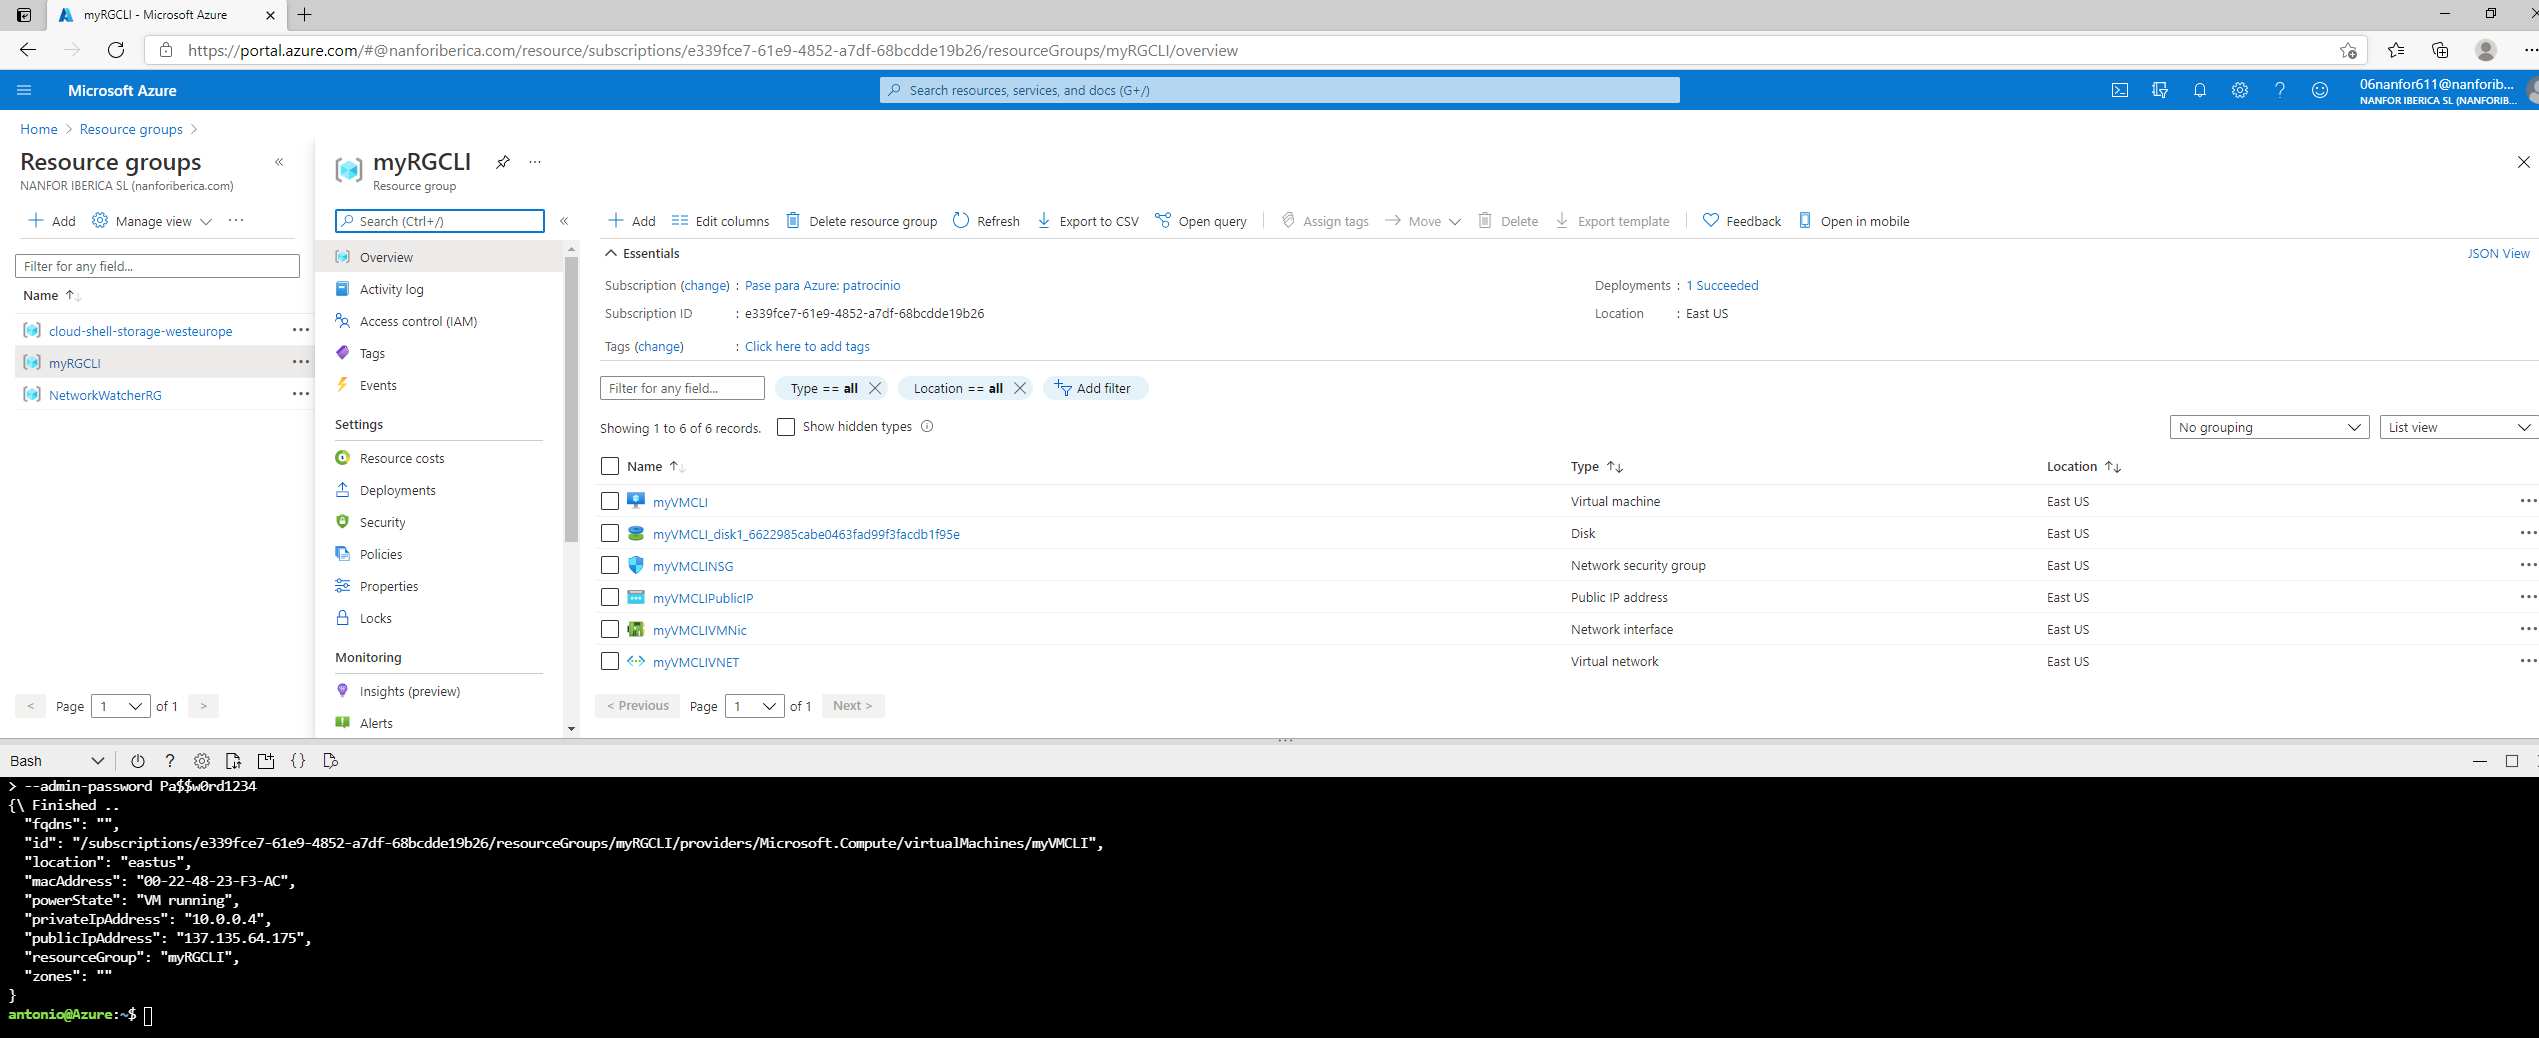 myRGCLI - Microsoft Azure
https://portal.azure.com/#@nanforiberica.com/resource/subscriptions/e339fce7-61e9-4852-a7df-68bcdde19b26/resourceGroups/myRGCLI/overview
Microsoft Azure
Search resources, services, and docs (G+/)
06nanfor611@nanforib...
NANFOR IBERICA SL (NANFORIB...
Home > Resource groups >
Resource groups
NANFOR IBERICA SL (nanforiberica.com)
Add Manage view ...
Filter for any field...
Name
cloud-shell-storage-westeurope
myRGCLI
NetworkWatcherRG
< Page 1 of 1 >
myRGCLI
Resource group
Search (Ctrl+/)
Overview
Activity log
Access control (IAM)
Tags
Events
Settings
Resource costs
Deployments
Security
Policies
Properties
Locks
Monitoring
Insights (preview)
Alerts
Add Edit columns Delete resource group Refresh Export to CSV Open query Assign tags Move Delete Export template Feedback Open in mobile
Essentials
JSON View
Subscription (change) : Pase para Azure: patrocinio
Deployments : 1 Succeeded
Subscription ID : e339fce7-61e9-4852-a7df-68bcdde19b26
Location : East US
Tags (change) : Click here to add tags
Filter for any field... Type == all Location == all Add filter
Showing 1 to 6 of 6 records. Show hidden types
No grouping List view
Name Type Location
myVMCLI Virtual machine East US
myVMCLI_disk1_6622985cabe0463fad99f3facdb1f95e Disk East US
myVMCLINSG Network security group East US
myVMCLIPublicIP Public IP address East US
myVMCLIVMNic Network interface East US
myVMCLIVNET Virtual network East US
< Previous Page 1 of 1 Next >
Bash
> --admin-password Pa$$w0rd1234
{\ Finished ..
"fqdns": "",
"id": "/subscriptions/e339fce7-61e9-4852-a7df-68bcdde19b26/resourceGroups/myRGCLI/providers/Microsoft.Compute/virtualMachines/myVMCLI",
"location": "eastus",
"macAddress": "00-22-48-23-F3-AC",
"powerState": "VM running",
"privateIpAddress": "10.0.0.4",
"publicIpAddress": "137.135.64.175",
"resourceGroup": "myRGCLI",
"zones": ""
}
antonio@Azure:~$